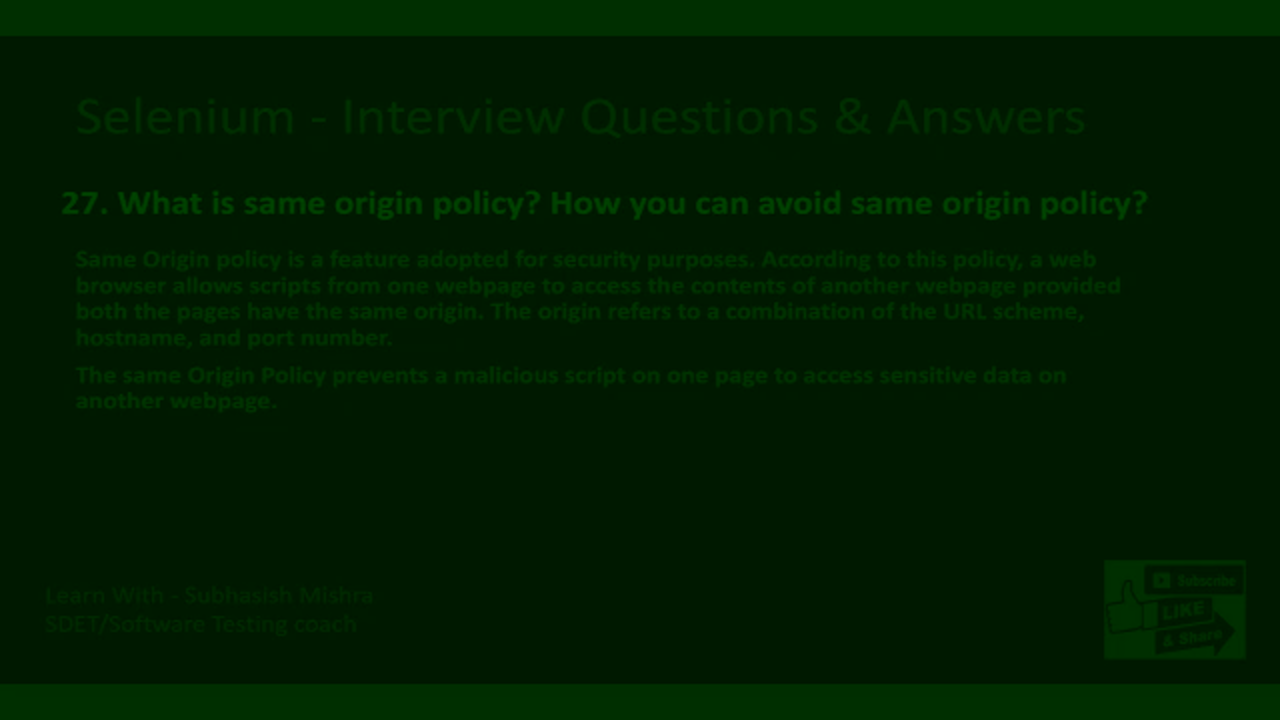 Selenium - Interview Questions & Answers
27. What is same origin policy? How you can avoid same origin policy?
Same Origin policy is a feature adopted for security purposes. According to this policy, a web
browser allows scripts from one webpage to access the contents of another webpage provided
both the pages have the same origin. The origin refers to a combination of the URL scheme,
hostname, and port number.
The same Origin Policy prevents a malicious script on one page to access sensitive data on
another webpage.
Learn With - Subhasish Mishra
SDET/Software Testing coach
Subscribe
LIKE
& Share